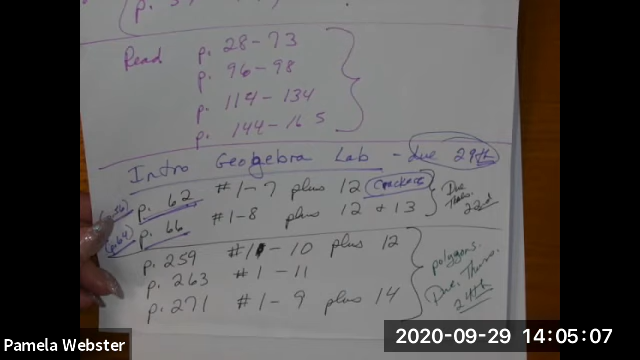 Read p. 28-73
p. 96-98
p. 114-134
p. 144-165
Intro Geogebra Lab - due 29th
p. 62 #1-7 plus 12
p. 66 #1-8 plus 12 & 13
Due
Thurs.
p. 259 #1 - 10 plus 12
p. 263 #1 - 11
p. 271 #1-9 plus 14
polygons.
Due. Thurs.
24th
Pamela Webster
2020-09-29 14:05:07